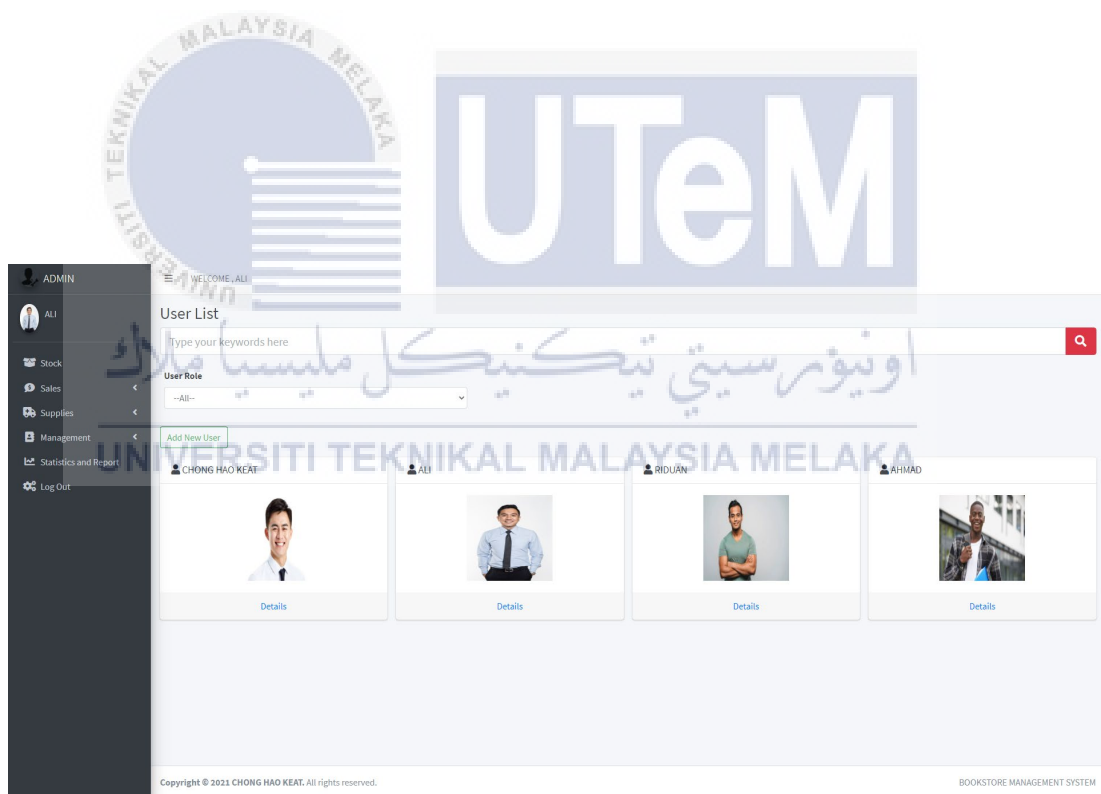 UNIVERSITI TEKNIKAL MALAYSIA MELAKA
UTeM
اونيورسيتي تيكنيكل مليسيا ملاك
UNIVERSITI TEKNIKAL MALAYSIA MELAKA
ADMIN
WELCOME , ALI
ALI
Stock
Sales
Supplies
Management
Statistics and Report
Log Out
User List
Type your keywords here
User Role
--All--
Add New User
CHONG HAO KEAT
ALI
RIDUAN
AHMAD
Details
Details
Details
Details
Copyright © 2021 CHONG HAO KEAT. All rights reserved.
BOOKSTORE MANAGEMENT SYSTEM